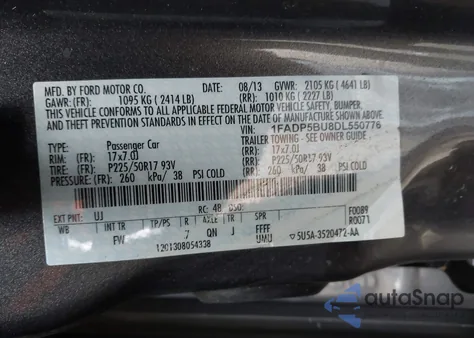 MFD. BY FORD MOTOR CO. DATE: 08/13 GVWR: 2105 KG (4641 LB)
GAWR: (FR) 1095 KG (2414 LB) (RR): 1010 KG (2227 LB)
THIS VEHICLE CONFORMS TO ALL APPLICABLE FEDERAL MOTOR VEHICLE SAFETY, BUMPER,
AND THEFT PREVENTION STANDARDS IN EFFECT ON THE DATE OF MANUFACTURE
SHOWN ABOVE. VIN: 1FADP5BU8DL550776
TYPE: Passenger Car TRAILER TOWING - SEE OWNER
RIM: (FR): 17x7.0J (RR): 17x7.0J
TIRE: (FR): P225/50R17 93V (RR): P225/50R17 93V
PRESSURE (FR): 260 kPa/ 38 PSI COLD (RR): 260 kPa/ 38 PSI COLD
EXT PNT: UJ RC: 4B DSO: F0089
WB INT TR TP/PS R AXLE TR SPR R0071
FW 7 QN J FFFF
1201308054338 UMU 5U5A-3520472-AA
autoSnap